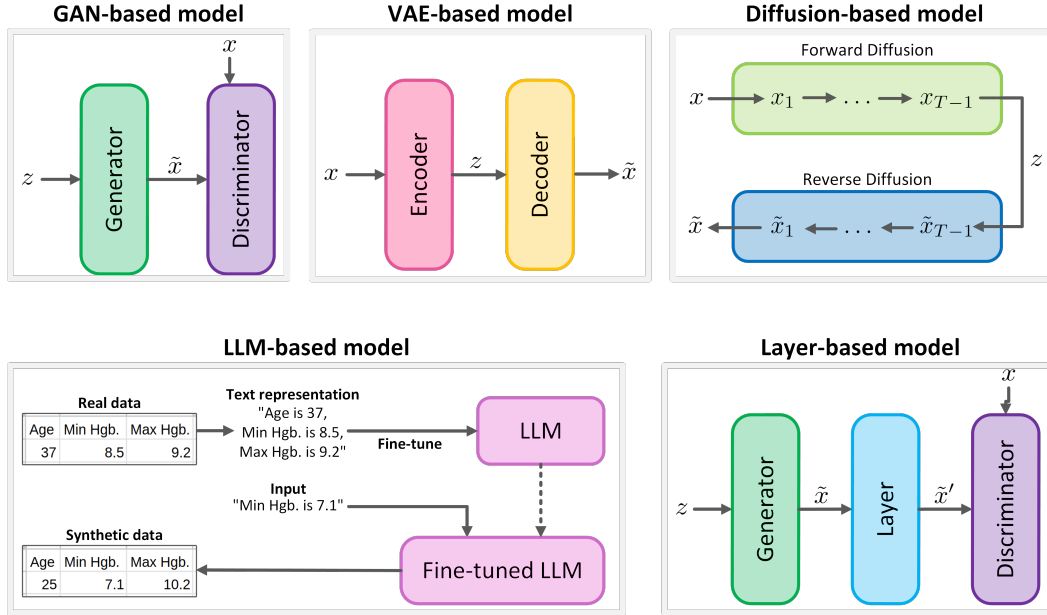 GAN-based model
x
z
Generator
x̃
Discriminator
VAE-based model
x
Encoder
z
Decoder
x̃
Diffusion-based model
Forward Diffusion
x x₁ ... x_{T−1}
z
Reverse Diffusion
x̃ x̃₁ ... x̃_{T−1}
LLM-based model
Real data
Age Min Hgb. Max Hgb.
37 8.5 9.2
Text representation
"Age is 37,
Min Hgb. is 8.5,
Max Hgb. is 9.2"
Fine-tune
LLM
Input
"Min Hgb. is 7.1"
Synthetic data
Age Min Hgb. Max Hgb.
25 7.1 10.2
Fine-tuned LLM
Layer-based model
x
z
Generator
x̃
Layer
x̃′
Discriminator